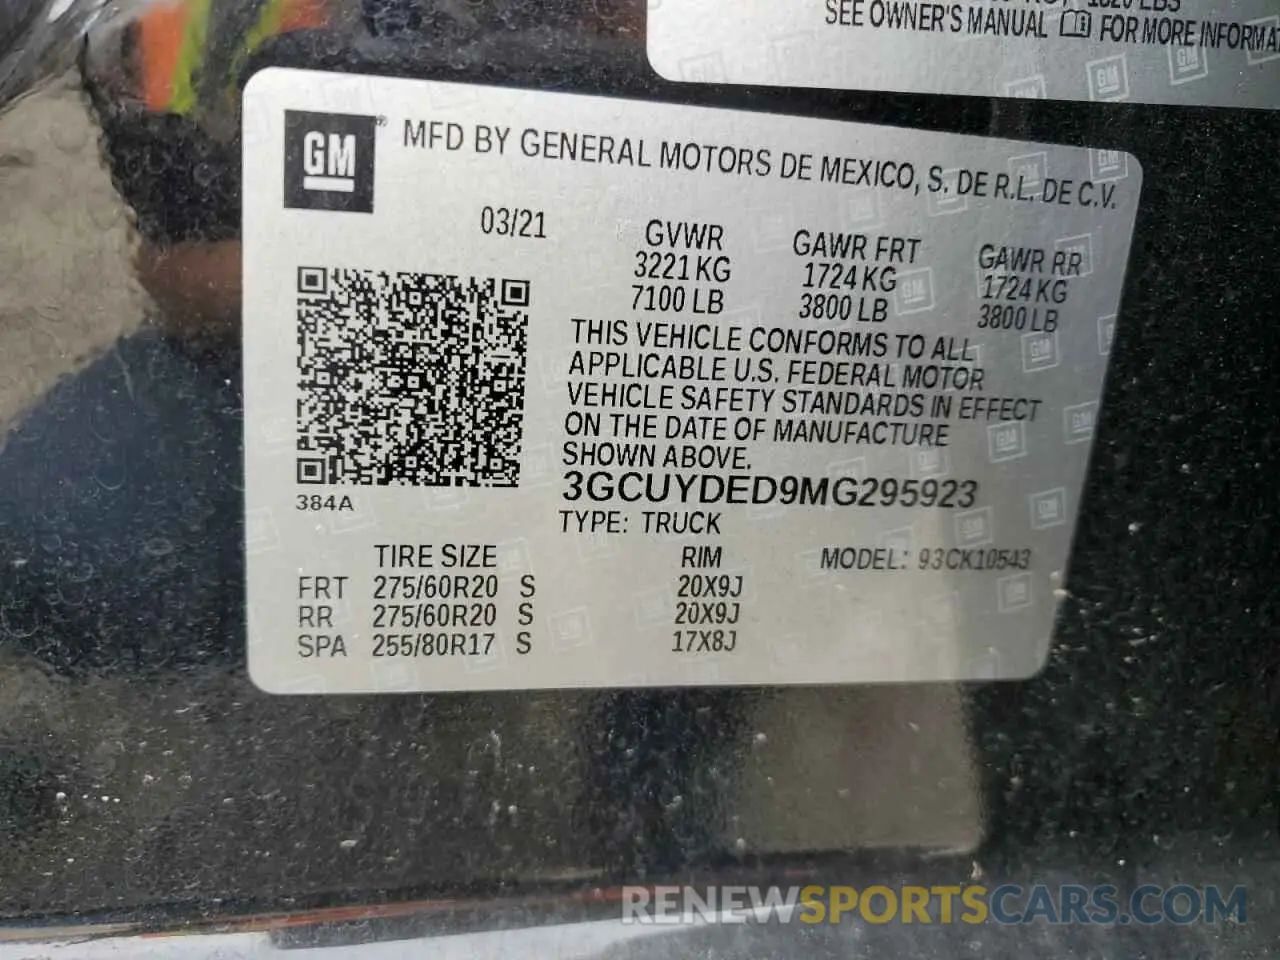 SEE OWNER'S MANUAL FOR MORE
GM
MFD BY GENERAL MOTORS DE MEXICO, S. DE R.L. DE C.V.
03/21
GVWR GAWR FRT GAWR RR
3221 KG 1724 KG 1724 KG
7100 LB 3800 LB 3800 LB
THIS VEHICLE CONFORMS TO ALL
APPLICABLE U.S. FEDERAL MOTOR
VEHICLE SAFETY STANDARDS IN EFFECT
ON THE DATE OF MANUFACTURE
SHOWN ABOVE.
3GCUYDED9MG295923
384A
TYPE: TRUCK
TIRE SIZE RIM MODEL: 93CK10543
FRT 275/60R20 S 20X9J
RR 275/60R20 S 20X9J
SPA 255/80R17 S 17X8J
RENEWSPORTSCARS.COM